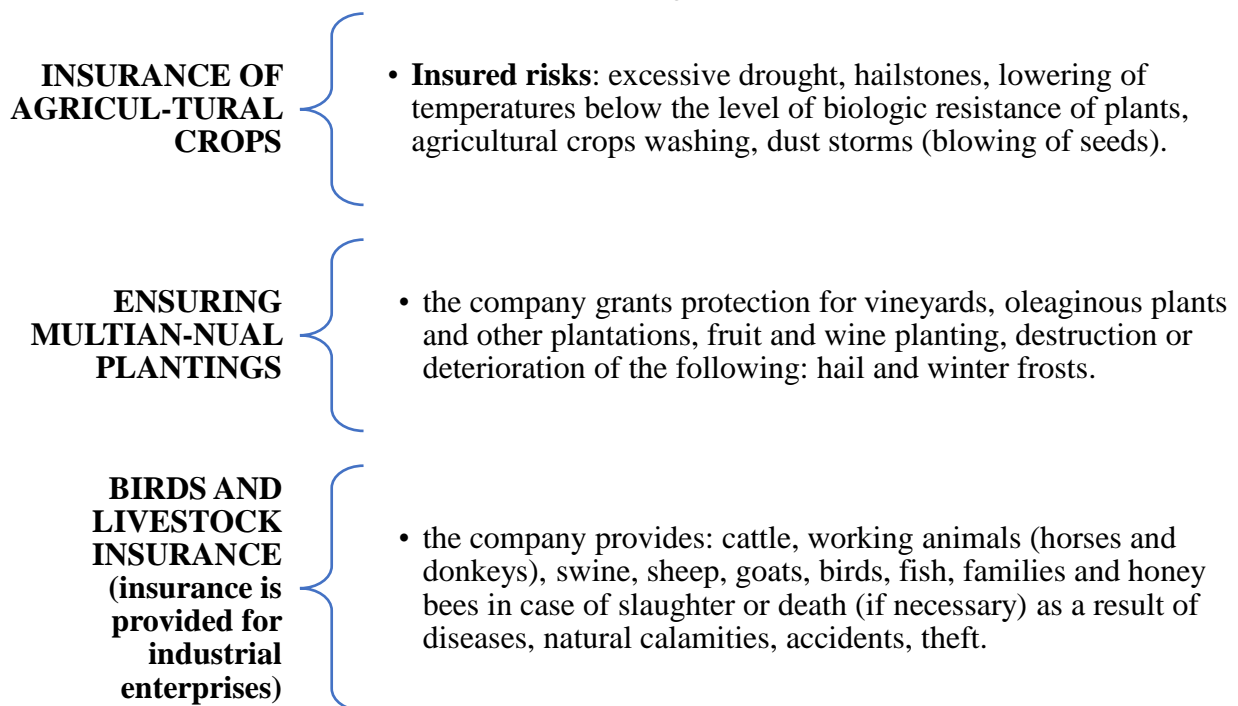 INSURANCE OF
AGRICUL-TURAL
CROPS
• Insured risks: excessive drought, hailstones, lowering of
temperatures below the level of biologic resistance of plants,
agricultural crops washing, dust storms (blowing of seeds).
ENSURING
MULTIAN-NUAL
PLANTINGS
• the company grants protection for vineyards, oleaginous plants
and other plantations, fruit and wine planting, destruction or
deterioration of the following: hail and winter frosts.
BIRDS AND
LIVESTOCK
INSURANCE
(insurance is
provided for
industrial
enterprises)
• the company provides: cattle, working animals (horses and
donkeys), swine, sheep, goats, birds, fish, families and honey
bees in case of slaughter or death (if necessary) as a result of
diseases, natural calamities, accidents, theft.